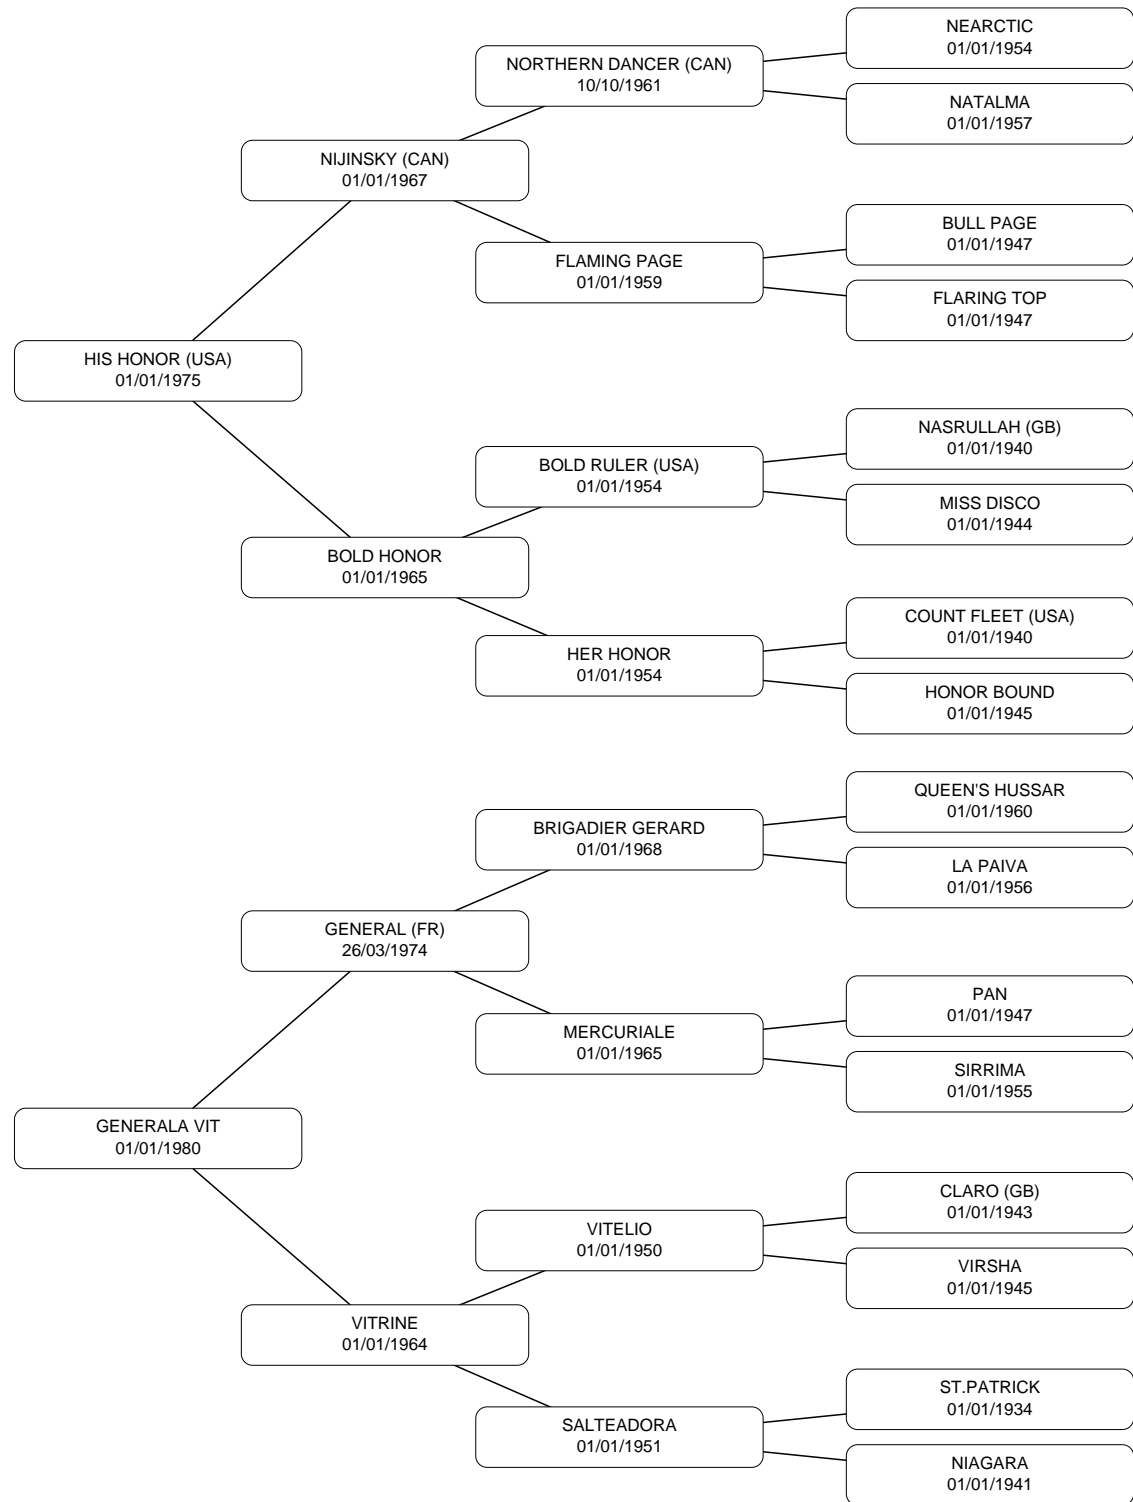 NEARCTIC
01/01/1954
NORTHERN DANCER (CAN)
10/10/1961
NATALMA
01/01/1957
NIJINSKY (CAN)
01/01/1967
BULL PAGE
01/01/1947
FLAMING PAGE
01/01/1959
FLARING TOP
01/01/1947
HIS HONOR (USA)
01/01/1975
NASRULLAH (GB)
01/01/1940
BOLD RULER (USA)
01/01/1954
MISS DISCO
01/01/1944
BOLD HONOR
01/01/1965
COUNT FLEET (USA)
01/01/1940
HER HONOR
01/01/1954
HONOR BOUND
01/01/1945
QUEEN'S HUSSAR
01/01/1960
BRIGADIER GERARD
01/01/1968
LA PAIVA
01/01/1956
GENERAL (FR)
26/03/1974
PAN
01/01/1947
MERCURIALE
01/01/1965
SIRRIMA
01/01/1955
GENERALA VIT
01/01/1980
CLARO (GB)
01/01/1943
VITELIO
01/01/1950
VIRSHA
01/01/1945
VITRINE
01/01/1964
ST.PATRICK
01/01/1934
SALTEADORA
01/01/1951
NIAGARA
01/01/1941